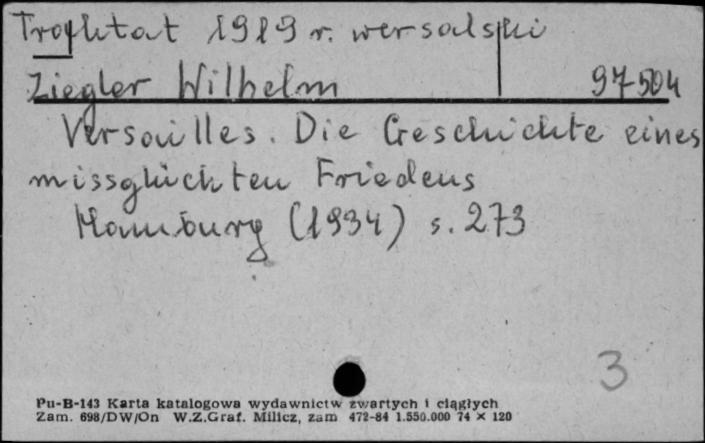 Traktat 1919 r. wersalski
Ziegler Wilhelm 97504
Versailles. Die Geschichte eines
missglückten Friedens
Hamburg (1934) s. 273
3
Pu-B-143 Karta katalogowa wydawnictw zwartych i ciągłych
Zam. 698/DW/On W.Z.Graf. Milicz, zam 472-84 1.550.000 74 × 120